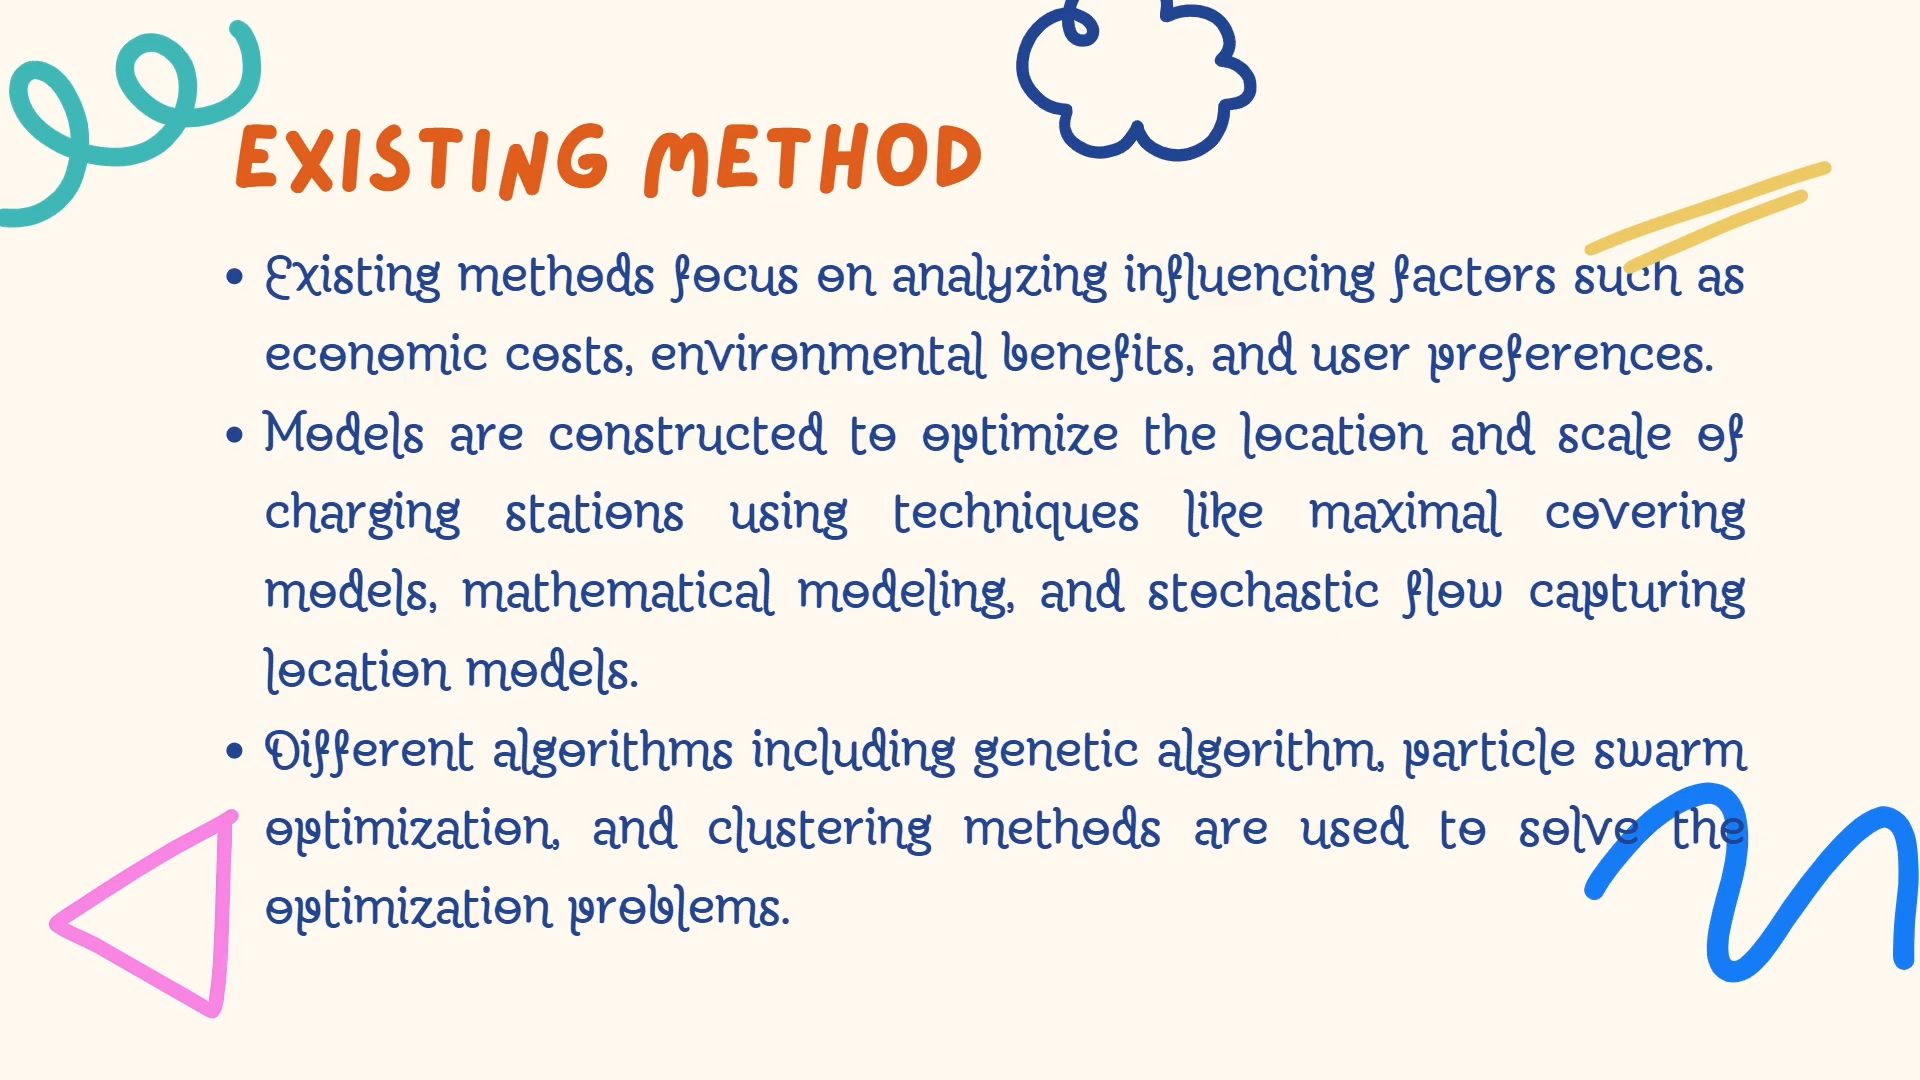 EXISTING METHOD
• Existing methods focus on analyzing influencing factors such as
economic costs, environmental benefits, and user preferences.
• Models are constructed to optimize the location and scale of
charging stations using techniques like maximal covering
models, mathematical modeling, and stochastic flow capturing
location models.
• Different algorithms including genetic algorithm, particle swarm
optimization, and clustering methods are used to solve the
optimization problems.